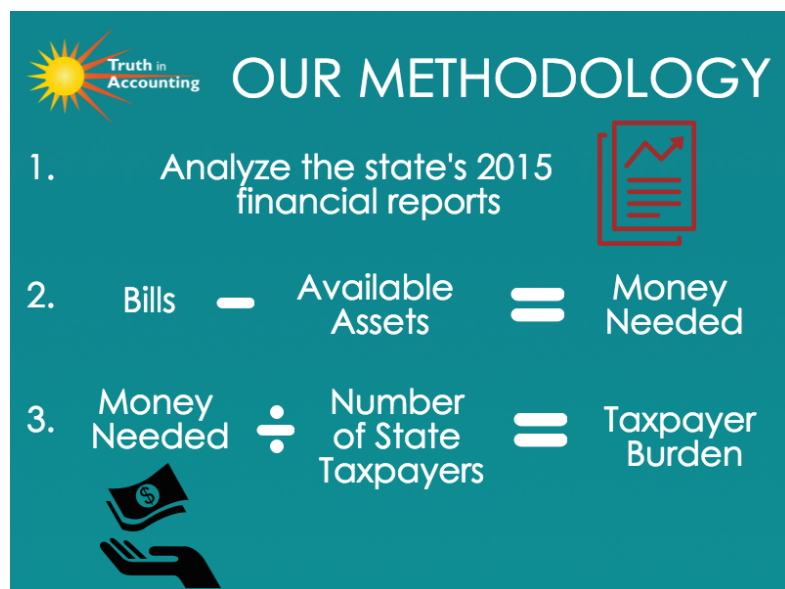 Truth in
Accounting
OUR METHODOLOGY
1.
Analyze the state's 2015
financial reports
2.
Bills
Available
Assets
Money
Needed
3.
Money
Needed
Number
of State
Taxpayers
Taxpayer
Burden
$